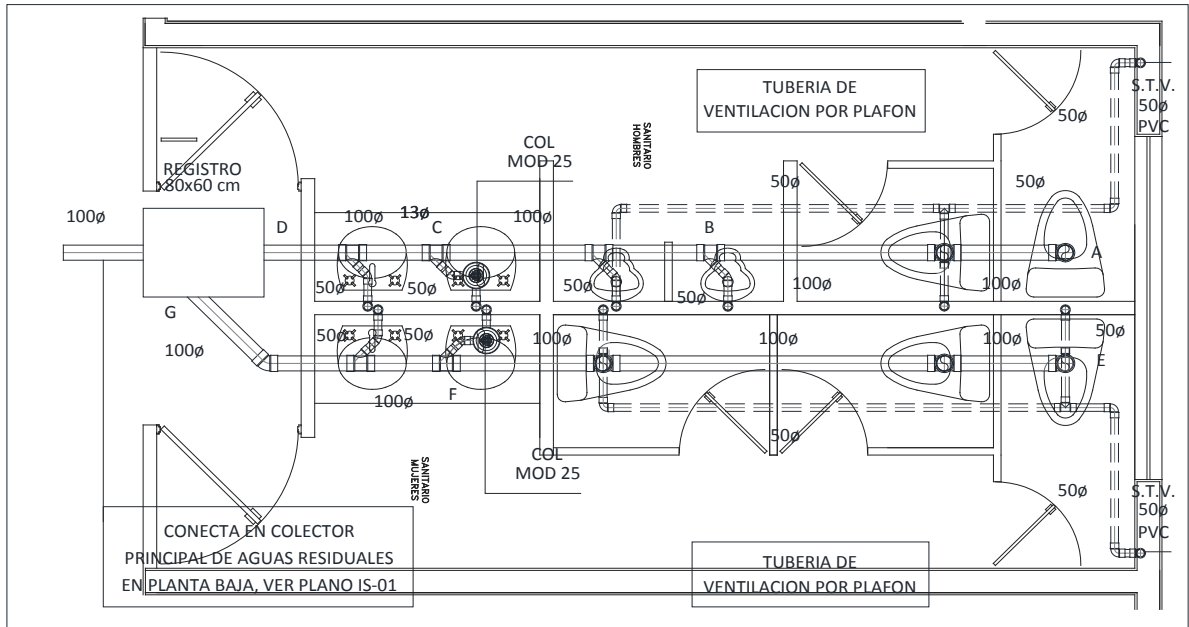 TUBERIA DE
VENTILACION POR PLAFON
S.T.V.
50ø
PVC
50ø
SANITARIO
HOMBRES
COL
MOD 25
REGISTRO
80x60 cm
50ø
50ø
100ø
D
100ø
13ø
C
100ø
B
A
50ø
50ø
50ø
50ø
100ø
100ø
G
100ø
50ø
50ø
100ø
100ø
100ø
50ø
E
F
100ø
50ø
COL
MOD 25
SANITARIO
MUJERES
50ø
S.T.V.
50ø
PVC
CONECTA EN COLECTOR
PRINCIPAL DE AGUAS RESIDUALES
EN PLANTA BAJA, VER PLANO IS-01
TUBERIA DE
VENTILACION POR PLAFON